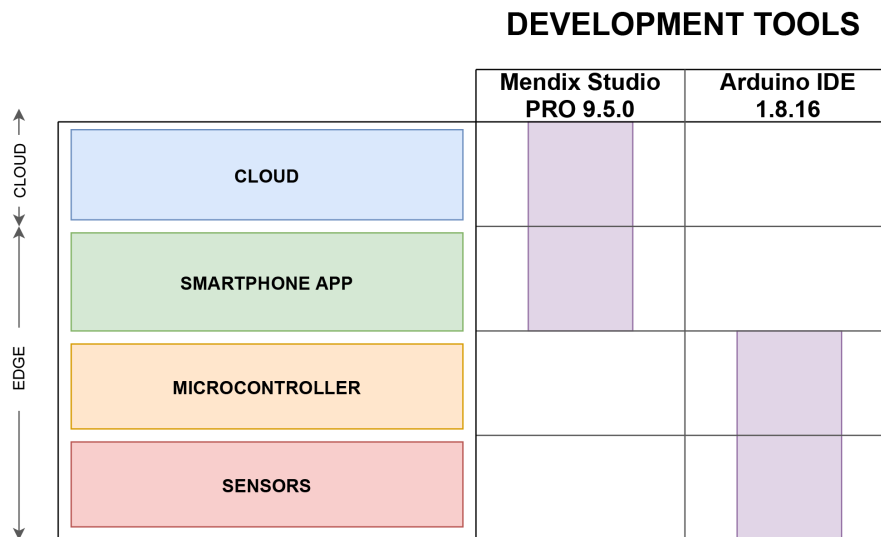 DEVELOPMENT TOOLS
Mendix Studio
PRO 9.5.0
Arduino IDE
1.8.16
CLOUD
CLOUD
SMARTPHONE APP
EDGE
MICROCONTROLLER
SENSORS